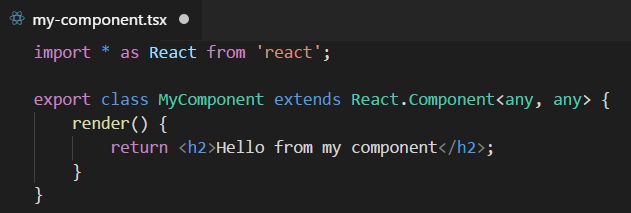 my-component.tsx
import * as React from 'react';
export class MyComponent extends React.Component<any, any> {
render() {
return <h2>Hello from my component</h2>;
}
}